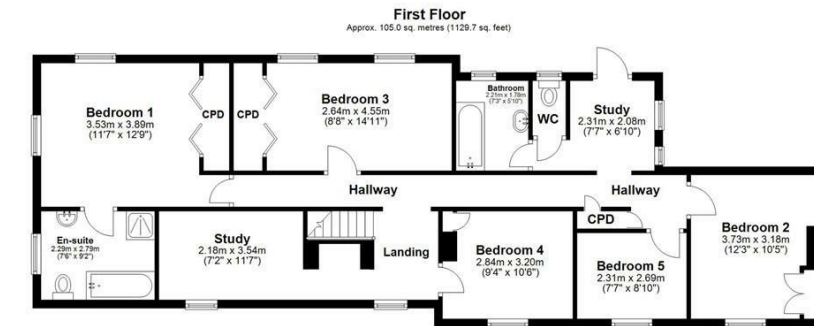 First Floor
Approx. 105.0 sq. metres (1129.7 sq. feet)
Bedroom 1
3.53m x 3.89m
(11'7" x 12'9")
CPD
CPD
Bedroom 3
2.64m x 4.55m
(8'8" x 14'11")
Bathroom
2.21m x 1.78m
(7'3" x 5'10")
WC
Study
2.31m x 2.08m
(7'7" x 6'10")
Hallway
Hallway
En-suite
2.29m x 2.79m
(7'6" x 9'2")
Study
2.18m x 3.54m
(7'2" x 11'7")
Landing
Bedroom 4
2.84m x 3.20m
(9'4" x 10'6")
CPD
Bedroom 5
2.31m x 2.69m
(7'7" x 8'10")
Bedroom 2
3.73m x 3.18m
(12'3" x 10'5")